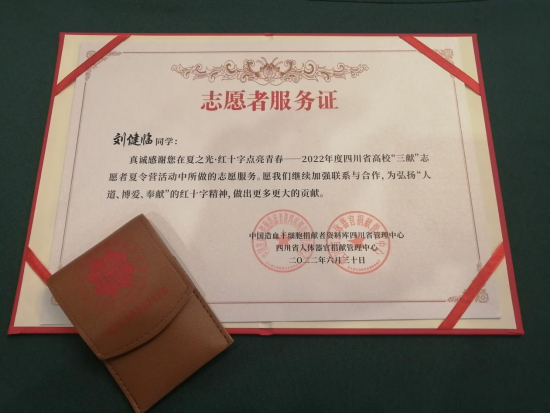 志愿者服务证
刘健临同学：
真诚感谢您在夏之光·红十字点亮青春——2022年度四川省高校“三献”志
愿者夏令营活动中所做的志愿服务。愿我们继续加强联系与合作，为弘扬“人
道、博爱、奉献”的红十字精神，做出更多更大的贡献。
中国造血干细胞捐献者资料库四川省管理中心
四川省人体器官捐献管理中心
二〇二二年六月三十日